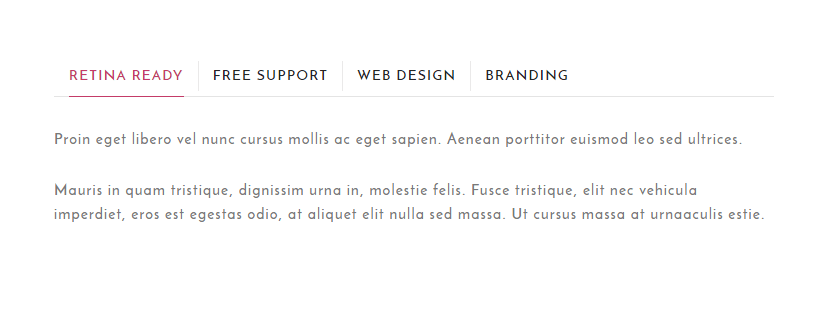 RETINA READY FREE SUPPORT WEB DESIGN BRANDING
Proin eget libero vel nunc cursus mollis ac eget sapien. Aenean porttitor euismod leo sed ultrices.
Mauris in quam tristique, dignissim urna in, molestie felis. Fusce tristique, elit nec vehicula
imperdiet, eros est egestas odio, at aliquet elit nulla sed massa. Ut cursus massa at urnaaculis estie.